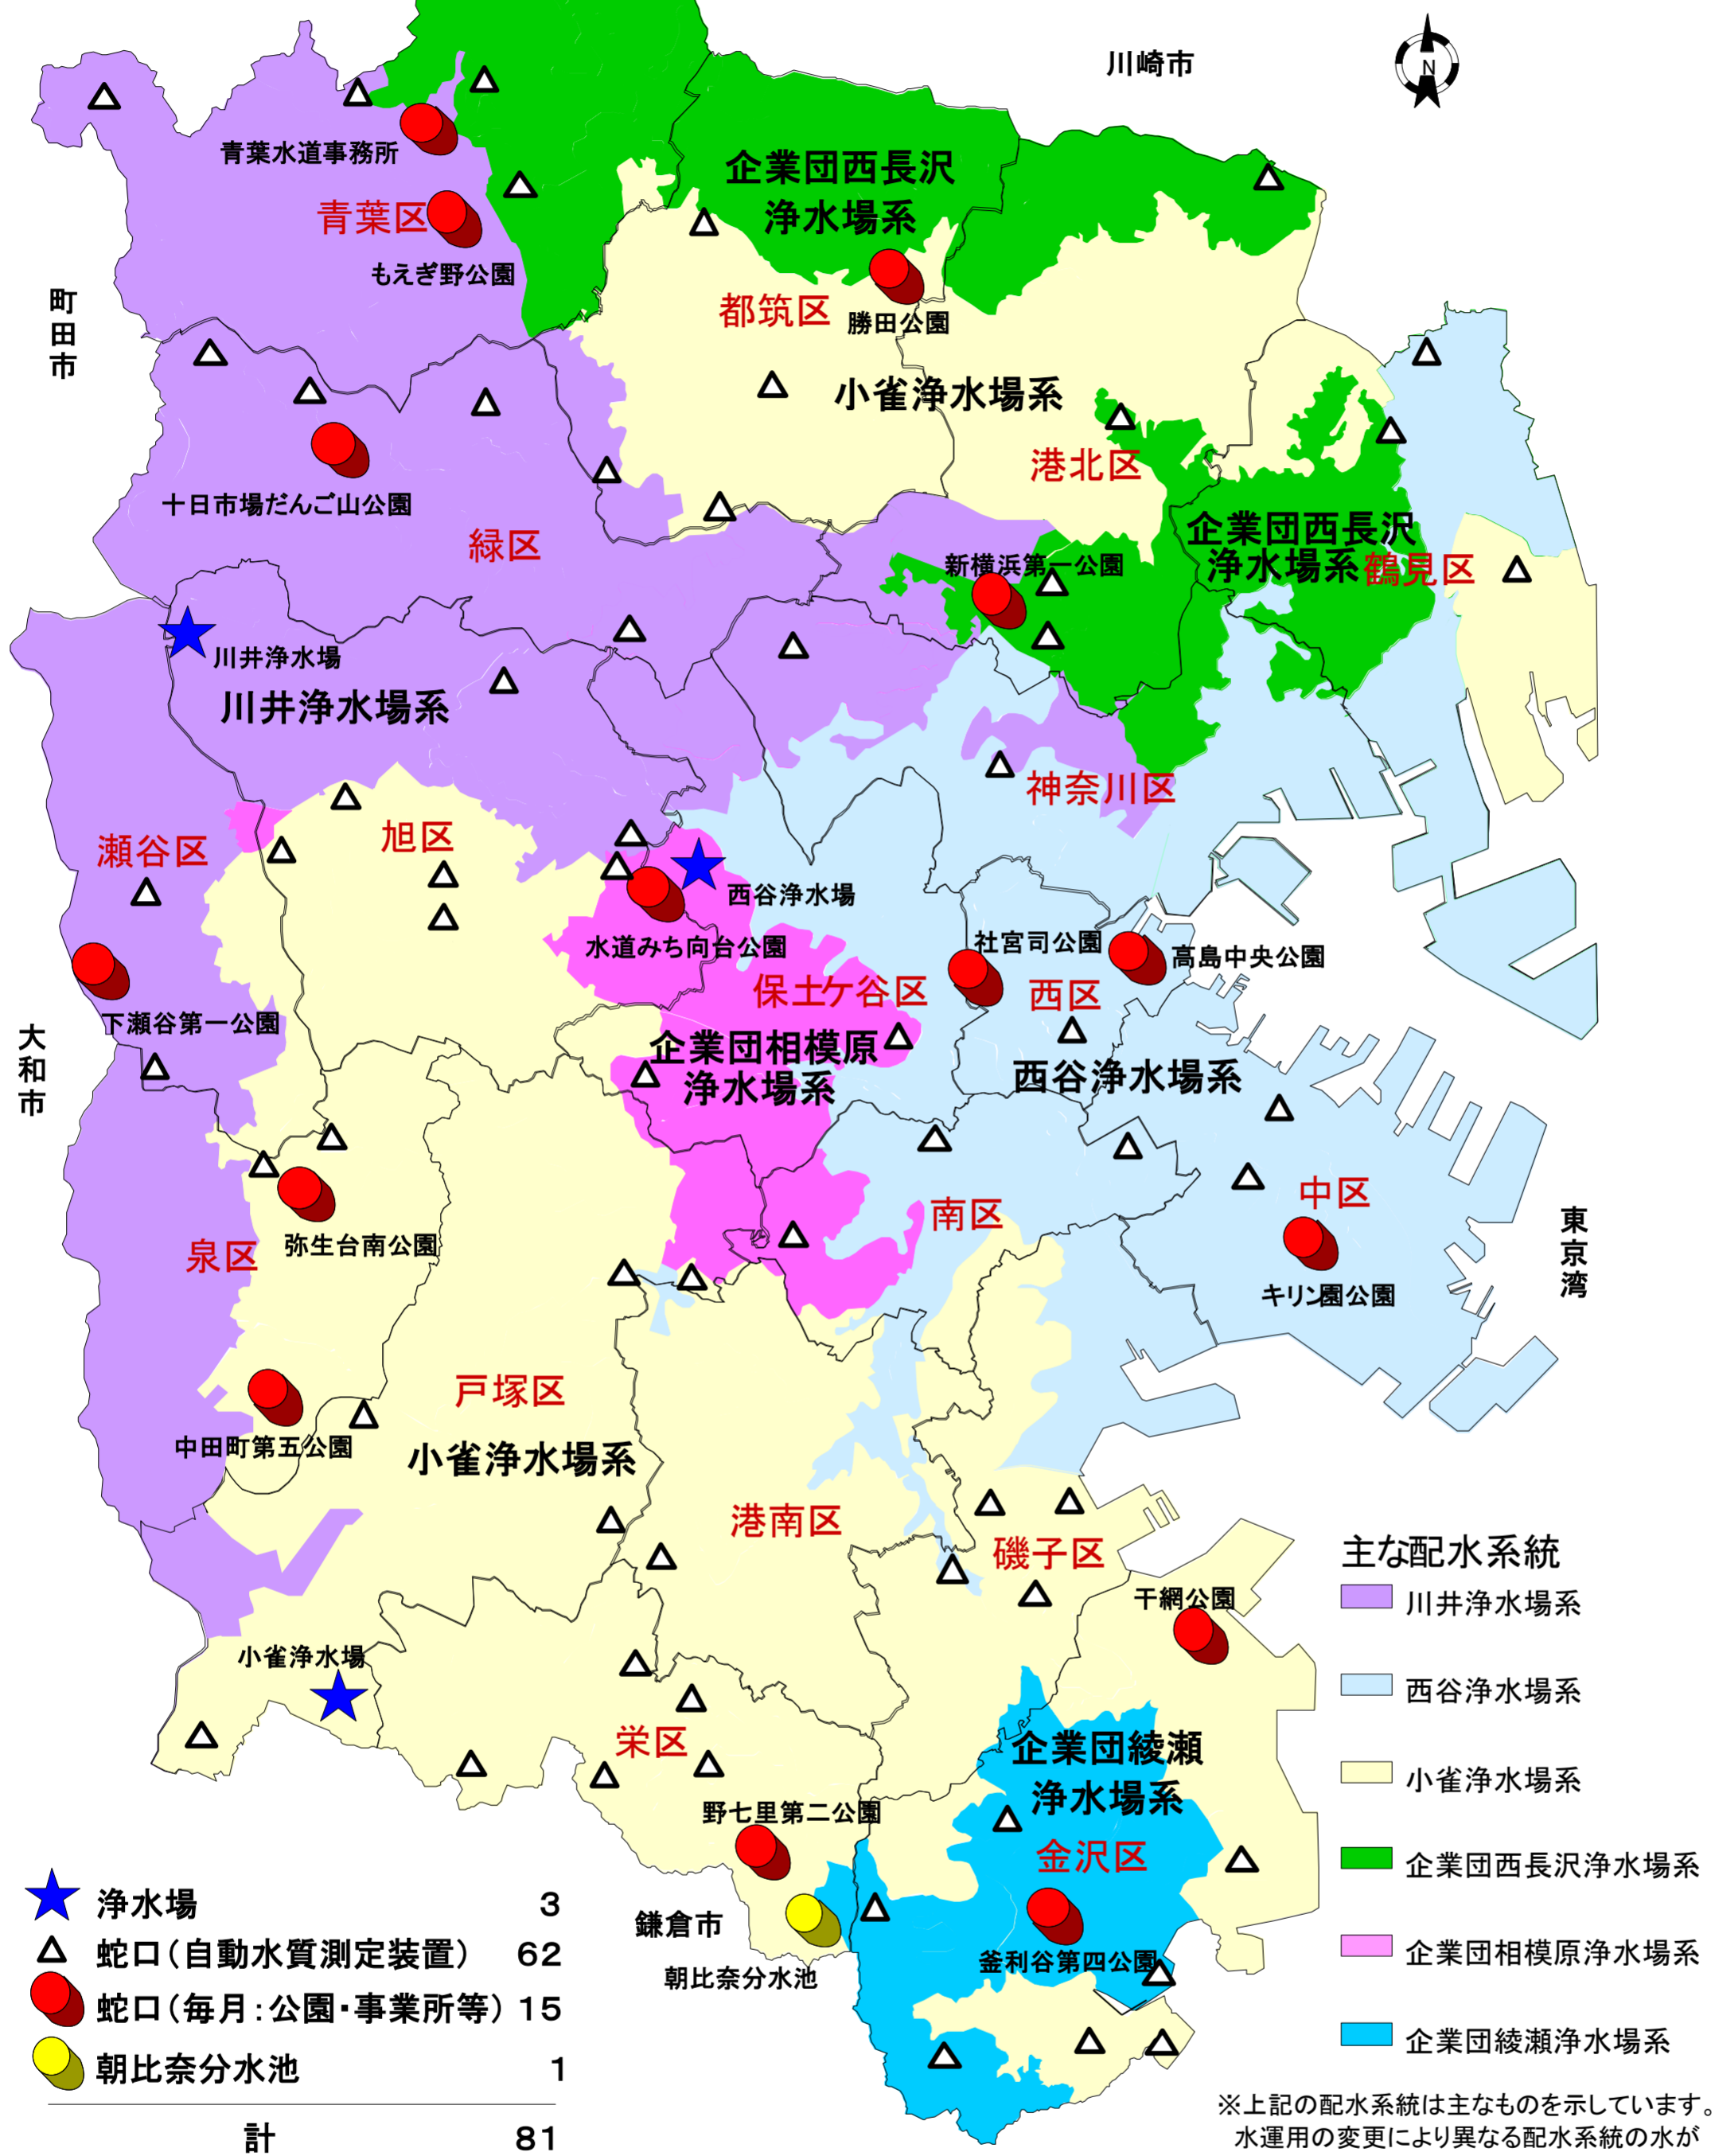 川崎市
N
青葉水道事務所
企業団西長沢
浄水場系
青葉区
もえぎ野公園
町田市
都筑区
勝田公園
小雀浄水場系
港北区
十日市場だんご山公園
緑区
企業団西長沢
浄水場系
鶴見区
新横浜第一公園
川井浄水場
川井浄水場系
神奈川区
瀬谷区
旭区
西谷浄水場
水道みち向台公園
社宮司公園
高島中央公園
保土ケ谷区
西区
下瀬谷第一公園
大和市
企業団相模原
浄水場系
西谷浄水場系
南区
中区
東京湾
泉区
弥生台南公園
キリン園公園
戸塚区
中田町第五公園
小雀浄水場系
港南区
磯子区
干網公園
小雀浄水場
栄区
企業団綾瀬
浄水場系
野七里第二公園
金沢区
鎌倉市
朝比奈分水池
釜利谷第四公園
主な配水系統
川井浄水場系
西谷浄水場系
小雀浄水場系
企業団西長沢浄水場系
企業団相模原浄水場系
企業団綾瀬浄水場系
浄水場 3
蛇口(自動水質測定装置) 62
蛇口(毎月:公園・事業所等) 15
朝比奈分水池 1
計 81
※上記の配水系統は主なものを示しています。
水運用の変更により異なる配水系統の水が